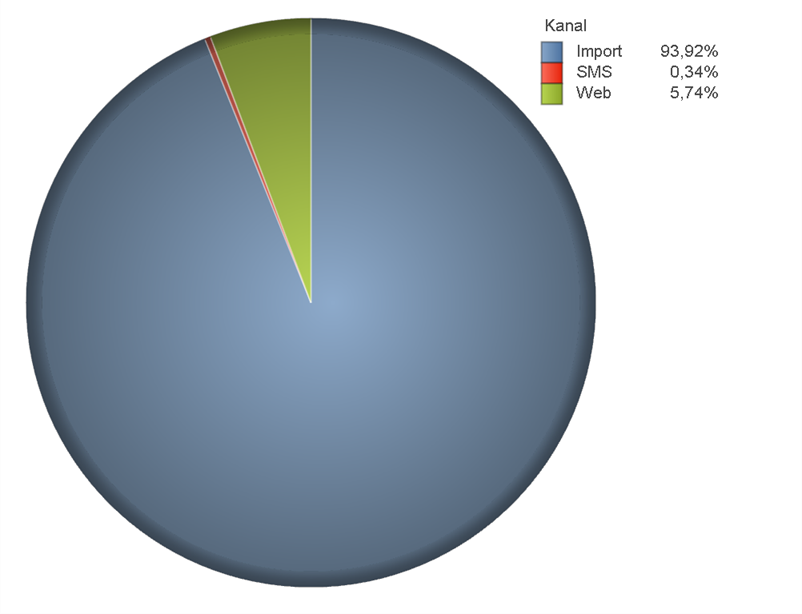 Kanal
Import 93,92%
SMS 0,34%
Web 5,74%